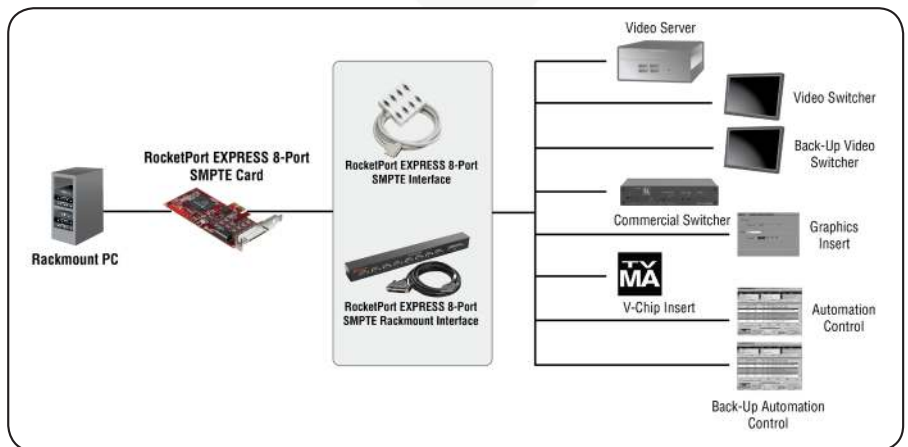 Video Server
Video Switcher
Back-Up Video
Switcher
RocketPort EXPRESS 8-Port
SMPTE Card
RocketPort EXPRESS 8-Port
SMPTE Interface
Commercial Switcher
Graphics
Insert
Rackmount PC
TV
MA
RocketPort EXPRESS 8-Port
SMPTE Rackmount Interface
V-Chip Insert
Automation
Control
Back-Up Automation
Control